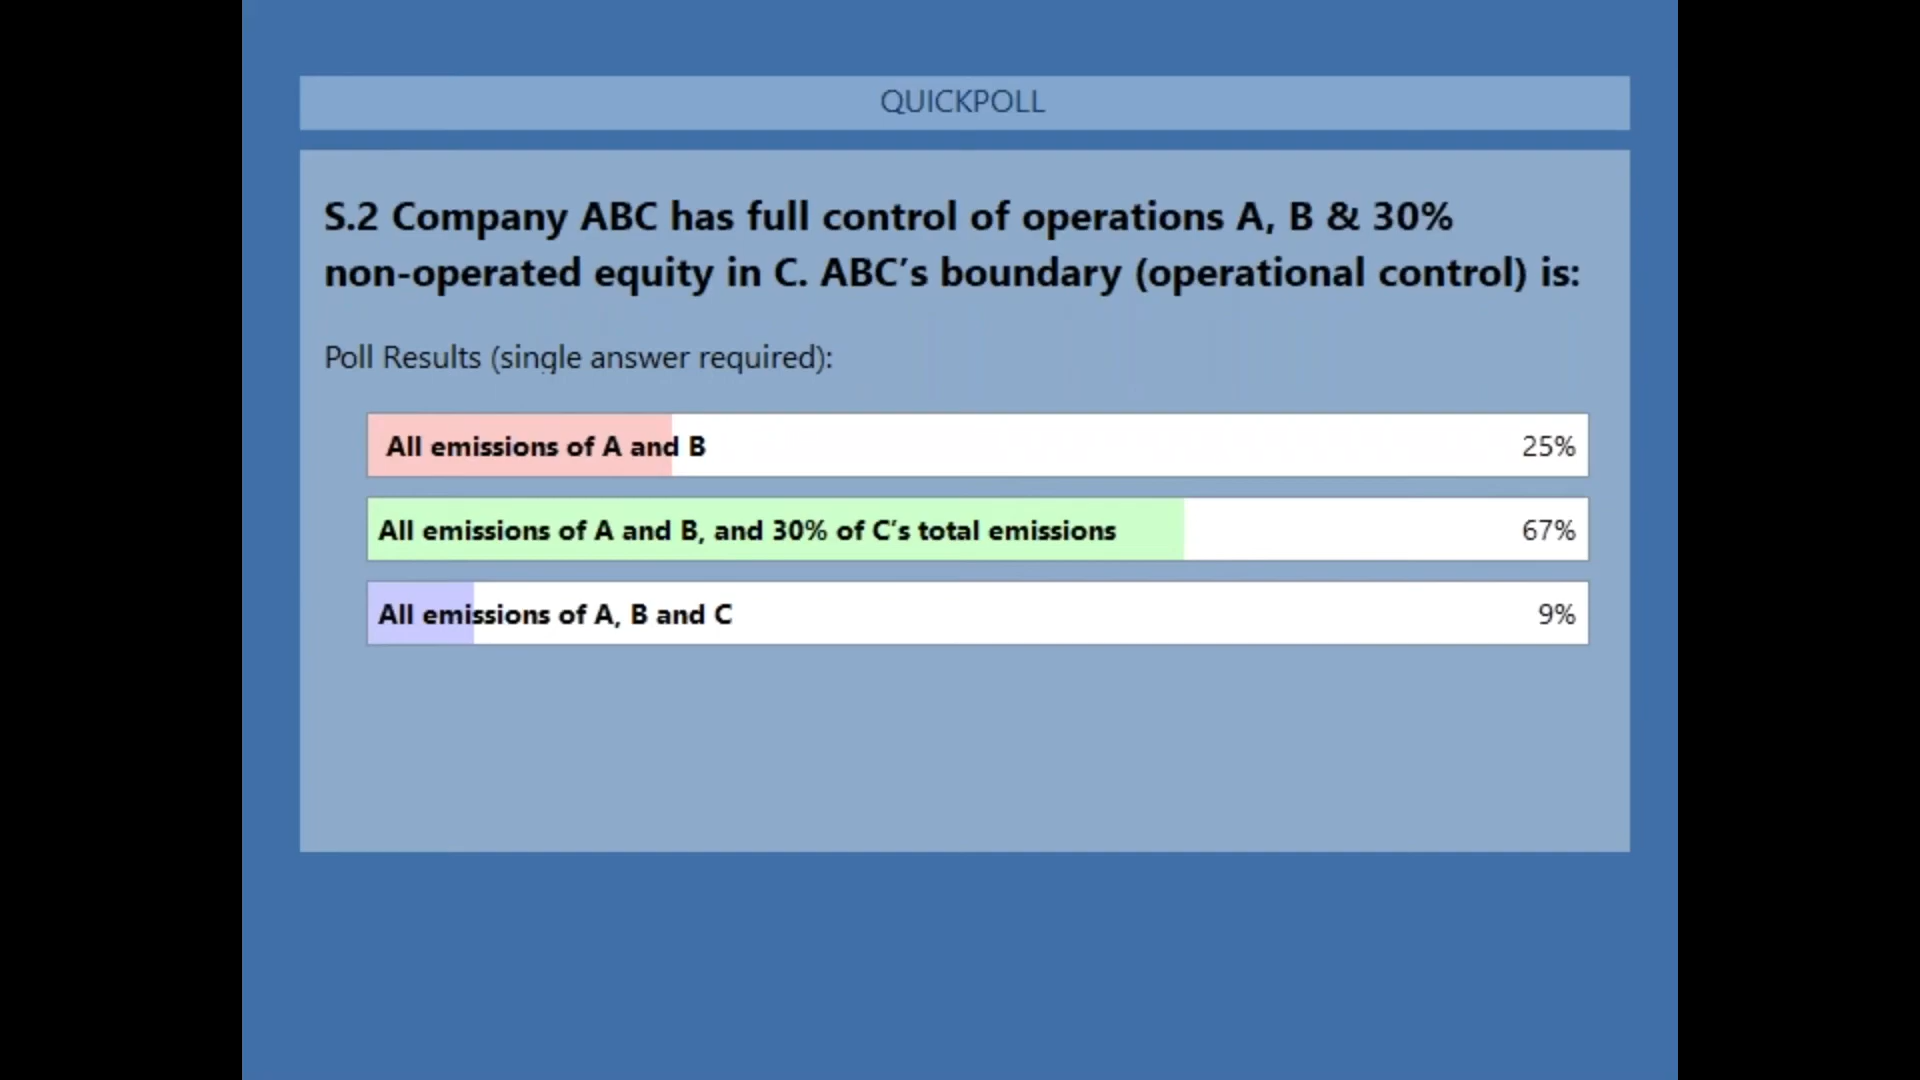 QUICKPOLL
S.2 Company ABC has full control of operations A, B & 30%
non-operated equity in C. ABC’s boundary (operational control) is:
Poll Results (single answer required):
All emissions of A and B 25%
All emissions of A and B, and 30% of C’s total emissions 67%
All emissions of A, B and C 9%